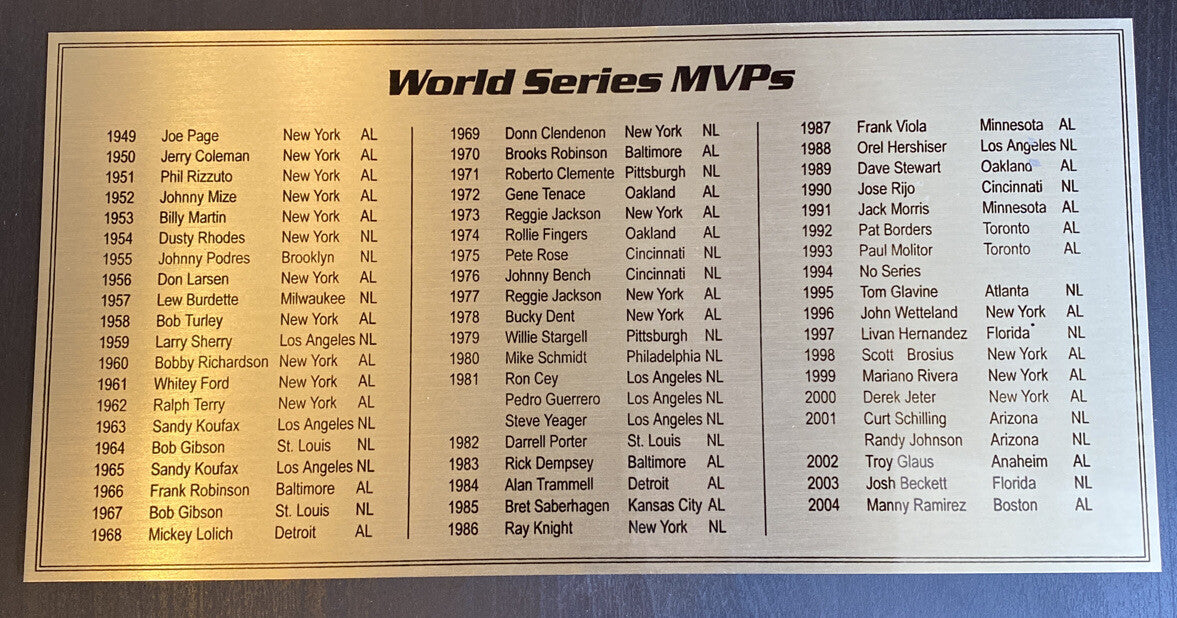 World Series MVPs
1949 Joe Page New York AL
1950 Jerry Coleman New York AL
1951 Phil Rizzuto New York AL
1952 Johnny Mize New York AL
1953 Billy Martin New York AL
1954 Dusty Rhodes New York NL
1955 Johnny Podres Brooklyn NL
1956 Don Larsen New York AL
1957 Lew Burdette Milwaukee NL
1958 Bob Turley New York AL
1959 Larry Sherry Los Angeles NL
1960 Bobby Richardson New York AL
1961 Whitey Ford New York AL
1962 Ralph Terry New York AL
1963 Sandy Koufax Los Angeles NL
1964 Bob Gibson St. Louis NL
1965 Sandy Koufax Los Angeles NL
1966 Frank Robinson Baltimore AL
1967 Bob Gibson St. Louis NL
1968 Mickey Lolich Detroit AL
1969 Donn Clendenon New York NL
1970 Brooks Robinson Baltimore AL
1971 Roberto Clemente Pittsburgh NL
1972 Gene Tenace Oakland AL
1973 Reggie Jackson New York AL
1974 Rollie Fingers Oakland AL
1975 Pete Rose Cincinnati NL
1976 Johnny Bench Cincinnati NL
1977 Reggie Jackson New York AL
1978 Bucky Dent New York AL
1979 Willie Stargell Pittsburgh NL
1980 Mike Schmidt Philadelphia NL
1981 Ron Cey Los Angeles NL
Pedro Guerrero Los Angeles NL
Steve Yeager Los Angeles NL
1982 Darrell Porter St. Louis NL
1983 Rick Dempsey Baltimore AL
1984 Alan Trammell Detroit AL
1985 Bret Saberhagen Kansas City AL
1986 Ray Knight New York NL
1987 Frank Viola Minnesota AL
1988 Orel Hershiser Los Angeles NL
1989 Dave Stewart Oakland AL
1990 Jose Rijo Cincinnati NL
1991 Jack Morris Minnesota AL
1992 Pat Borders Toronto AL
1993 Paul Molitor Toronto AL
1994 No Series
1995 Tom Glavine Atlanta NL
1996 John Wetteland New York AL
1997 Livan Hernandez Florida NL
1998 Scott Brosius New York AL
1999 Mariano Rivera New York AL
2000 Derek Jeter New York AL
2001 Curt Schilling Arizona NL
Randy Johnson Arizona NL
2002 Troy Glaus Anaheim AL
2003 Josh Beckett Florida NL
2004 Manny Ramirez Boston AL